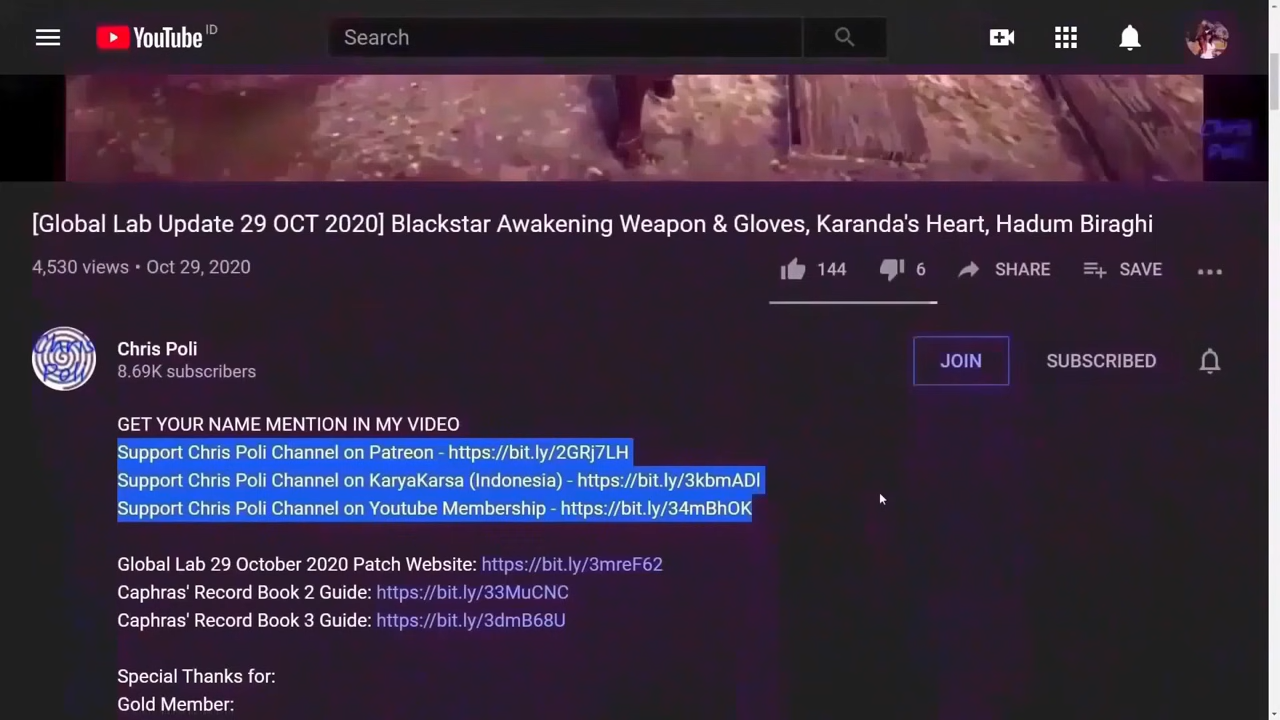 YouTube ID
Search
Chris
Poli
[Global Lab Update 29 OCT 2020] Blackstar Awakening Weapon & Gloves, Karanda's Heart, Hadum Biraghi
4,530 views • Oct 29, 2020
144
6
SHARE
SAVE
Chris Poli
Chris Poli
8.69K subscribers
JOIN
SUBSCRIBED
GET YOUR NAME MENTION IN MY VIDEO
Support Chris Poli Channel on Patreon - https://bit.ly/2GRj7LH
Support Chris Poli Channel on KaryaKarsa (Indonesia) - https://bit.ly/3kbmADl
Support Chris Poli Channel on Youtube Membership - https://bit.ly/34mBhOK
Global Lab 29 October 2020 Patch Website: https://bit.ly/3mreF62
Caphras' Record Book 2 Guide: https://bit.ly/33MuCNC
Caphras' Record Book 3 Guide: https://bit.ly/3dmB68U
Special Thanks for:
Gold Member: